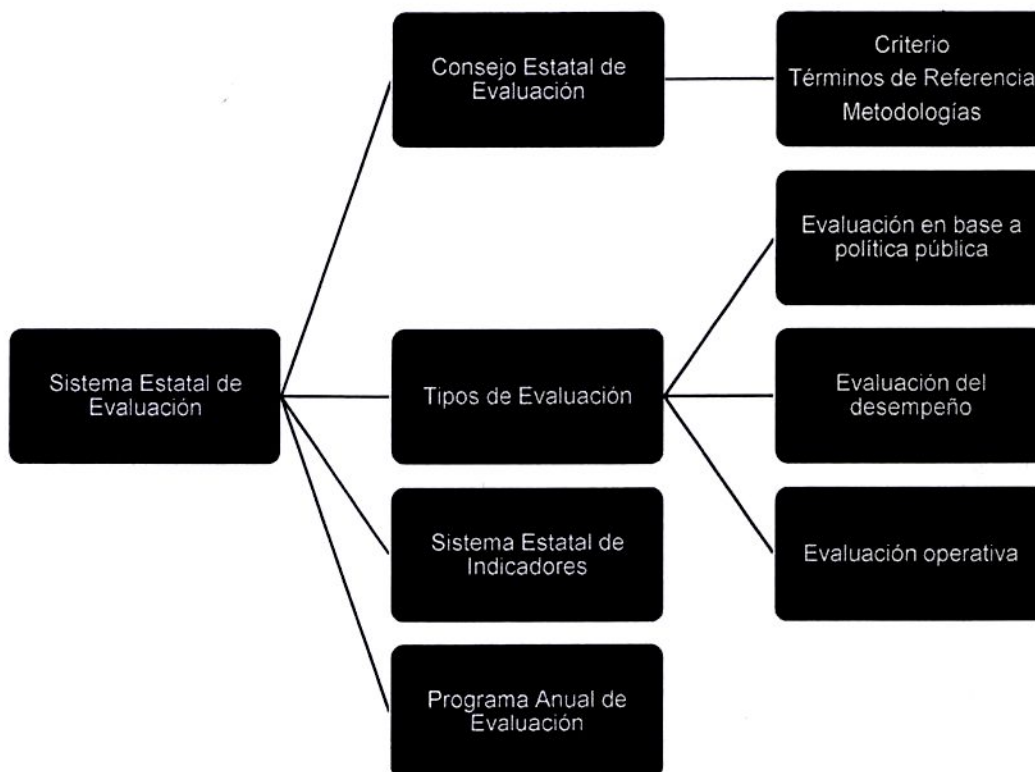 Consejo Estatal de
Evaluación
Criterio
Términos de Referencia
Metodologías
Evaluación en base a
política pública
Sistema Estatal de
Evaluación
Tipos de Evaluación
Evaluación del
desempeño
Sistema Estatal de
Indicadores
Evaluación operativa
Programa Anual de
Evaluación